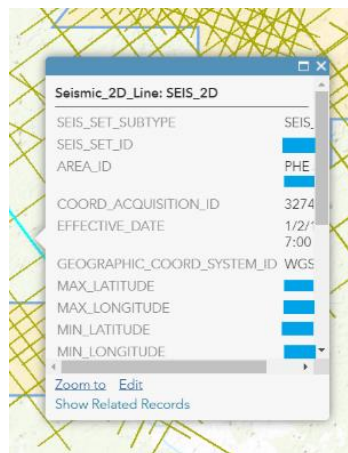 Seismic_2D_Line: SEIS_2D
SEIS_SET_SUBTYPE SEIS_
SEIS_SET_ID
AREA_ID PHE
COORD_ACQUISITION_ID 3274
EFFECTIVE_DATE 1/2/1
7:00
GEOGRAPHIC_COORD_SYSTEM_ID WGS
MAX_LATITUDE
MAX_LONGITUDE
MIN_LATITUDE
MIN_LONGITUDE
Zoom to Edit
Show Related Records